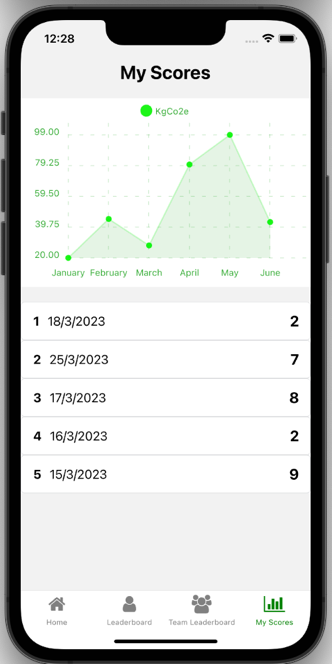 12:28
My Scores
KgCo2e
99.00
79.25
59.50
39.75
20.00
January February March April May June
1 18/3/2023 2
2 25/3/2023 7
3 17/3/2023 8
4 16/3/2023 2
5 15/3/2023 9
Home Leaderboard Team Leaderboard My Scores